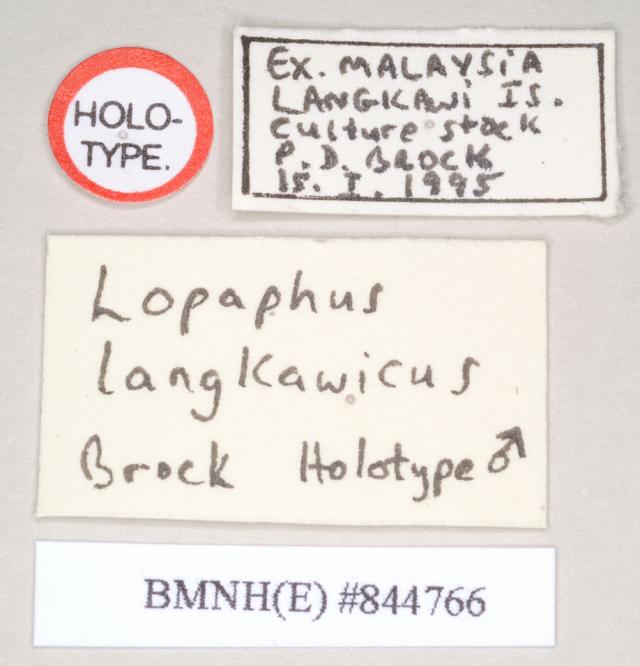 HOLO-
TYPE.
Ex. MALAYSiA
LANGKAWi IS.
Culture stock
P. D. BROCK
15. I. 1995
Lopaphus
langkawicus
Brock Holotype ♂
BMNH(E) #844766